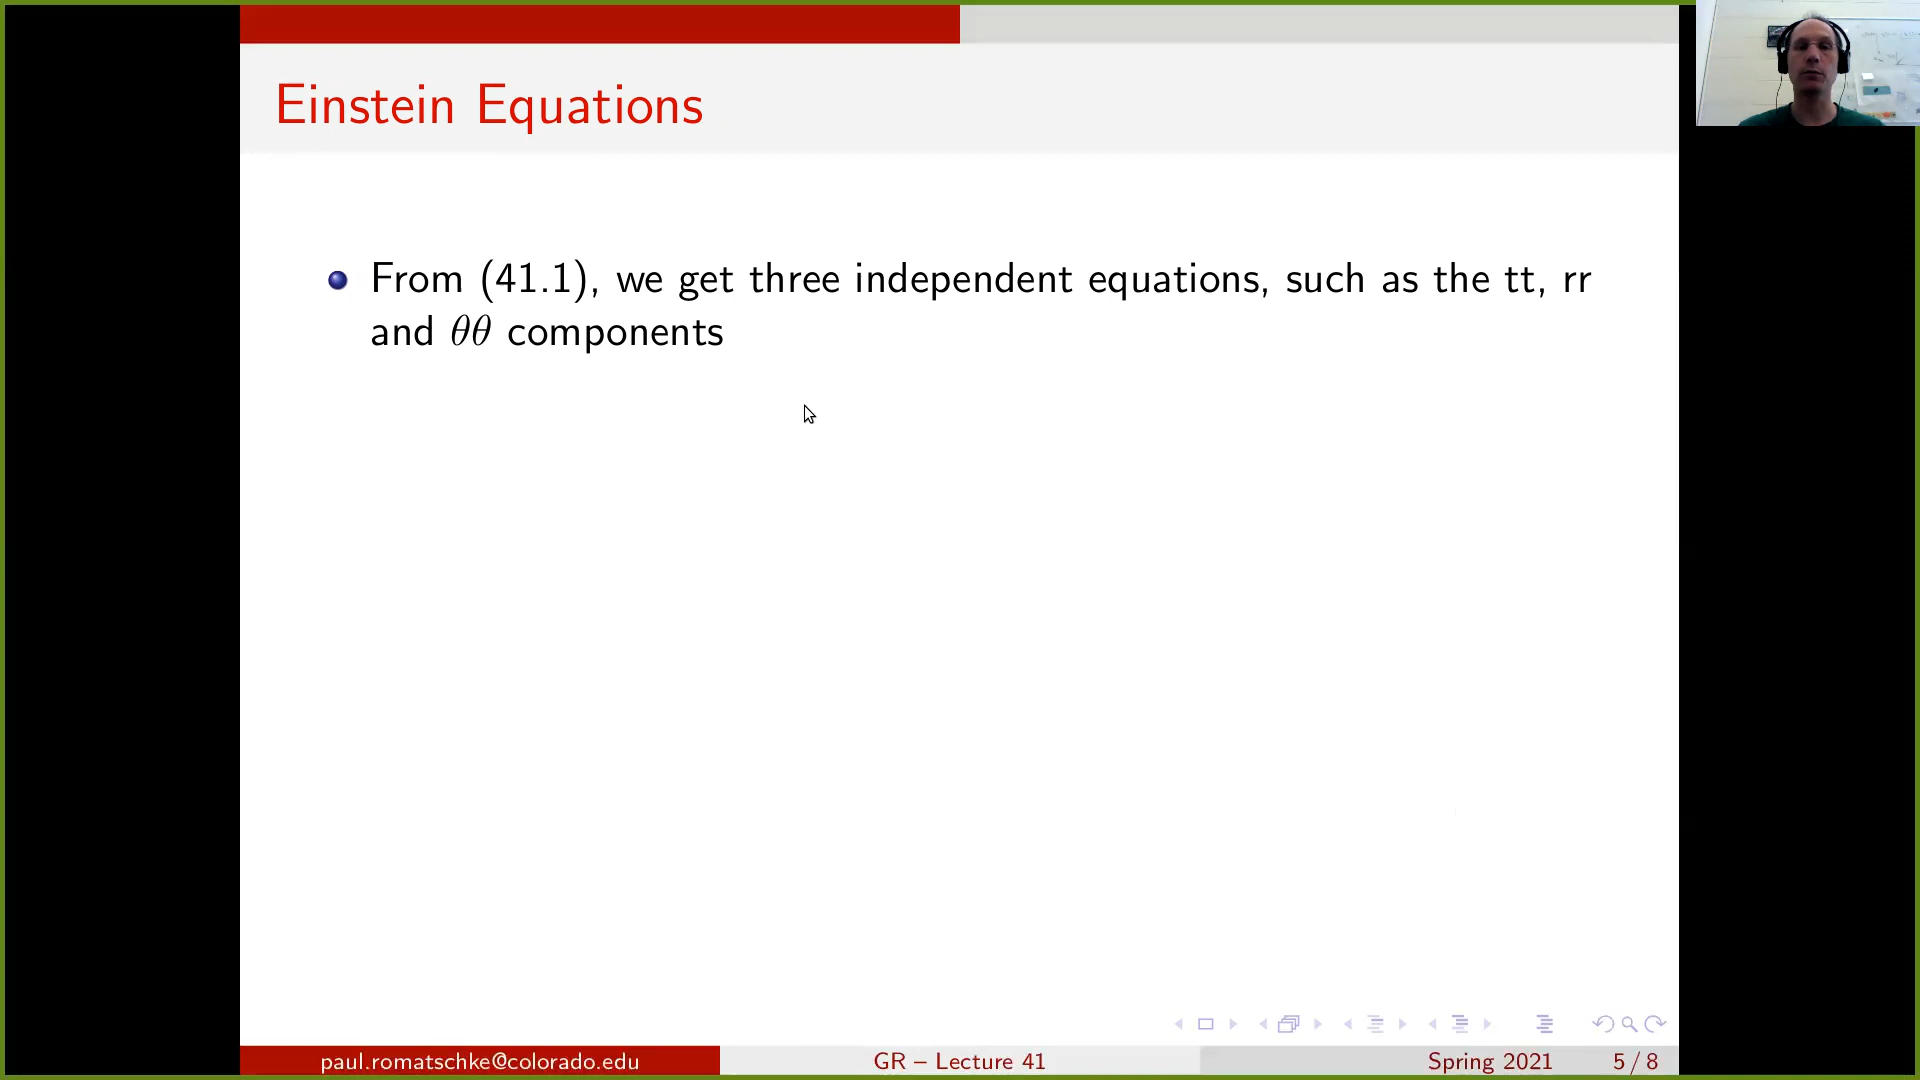 Einstein Equations
From (41.1), we get three independent equations, such as the tt, rr
and θθ components
paul.romatschke@colorado.edu
GR – Lecture 41
Spring 2021
5 / 8